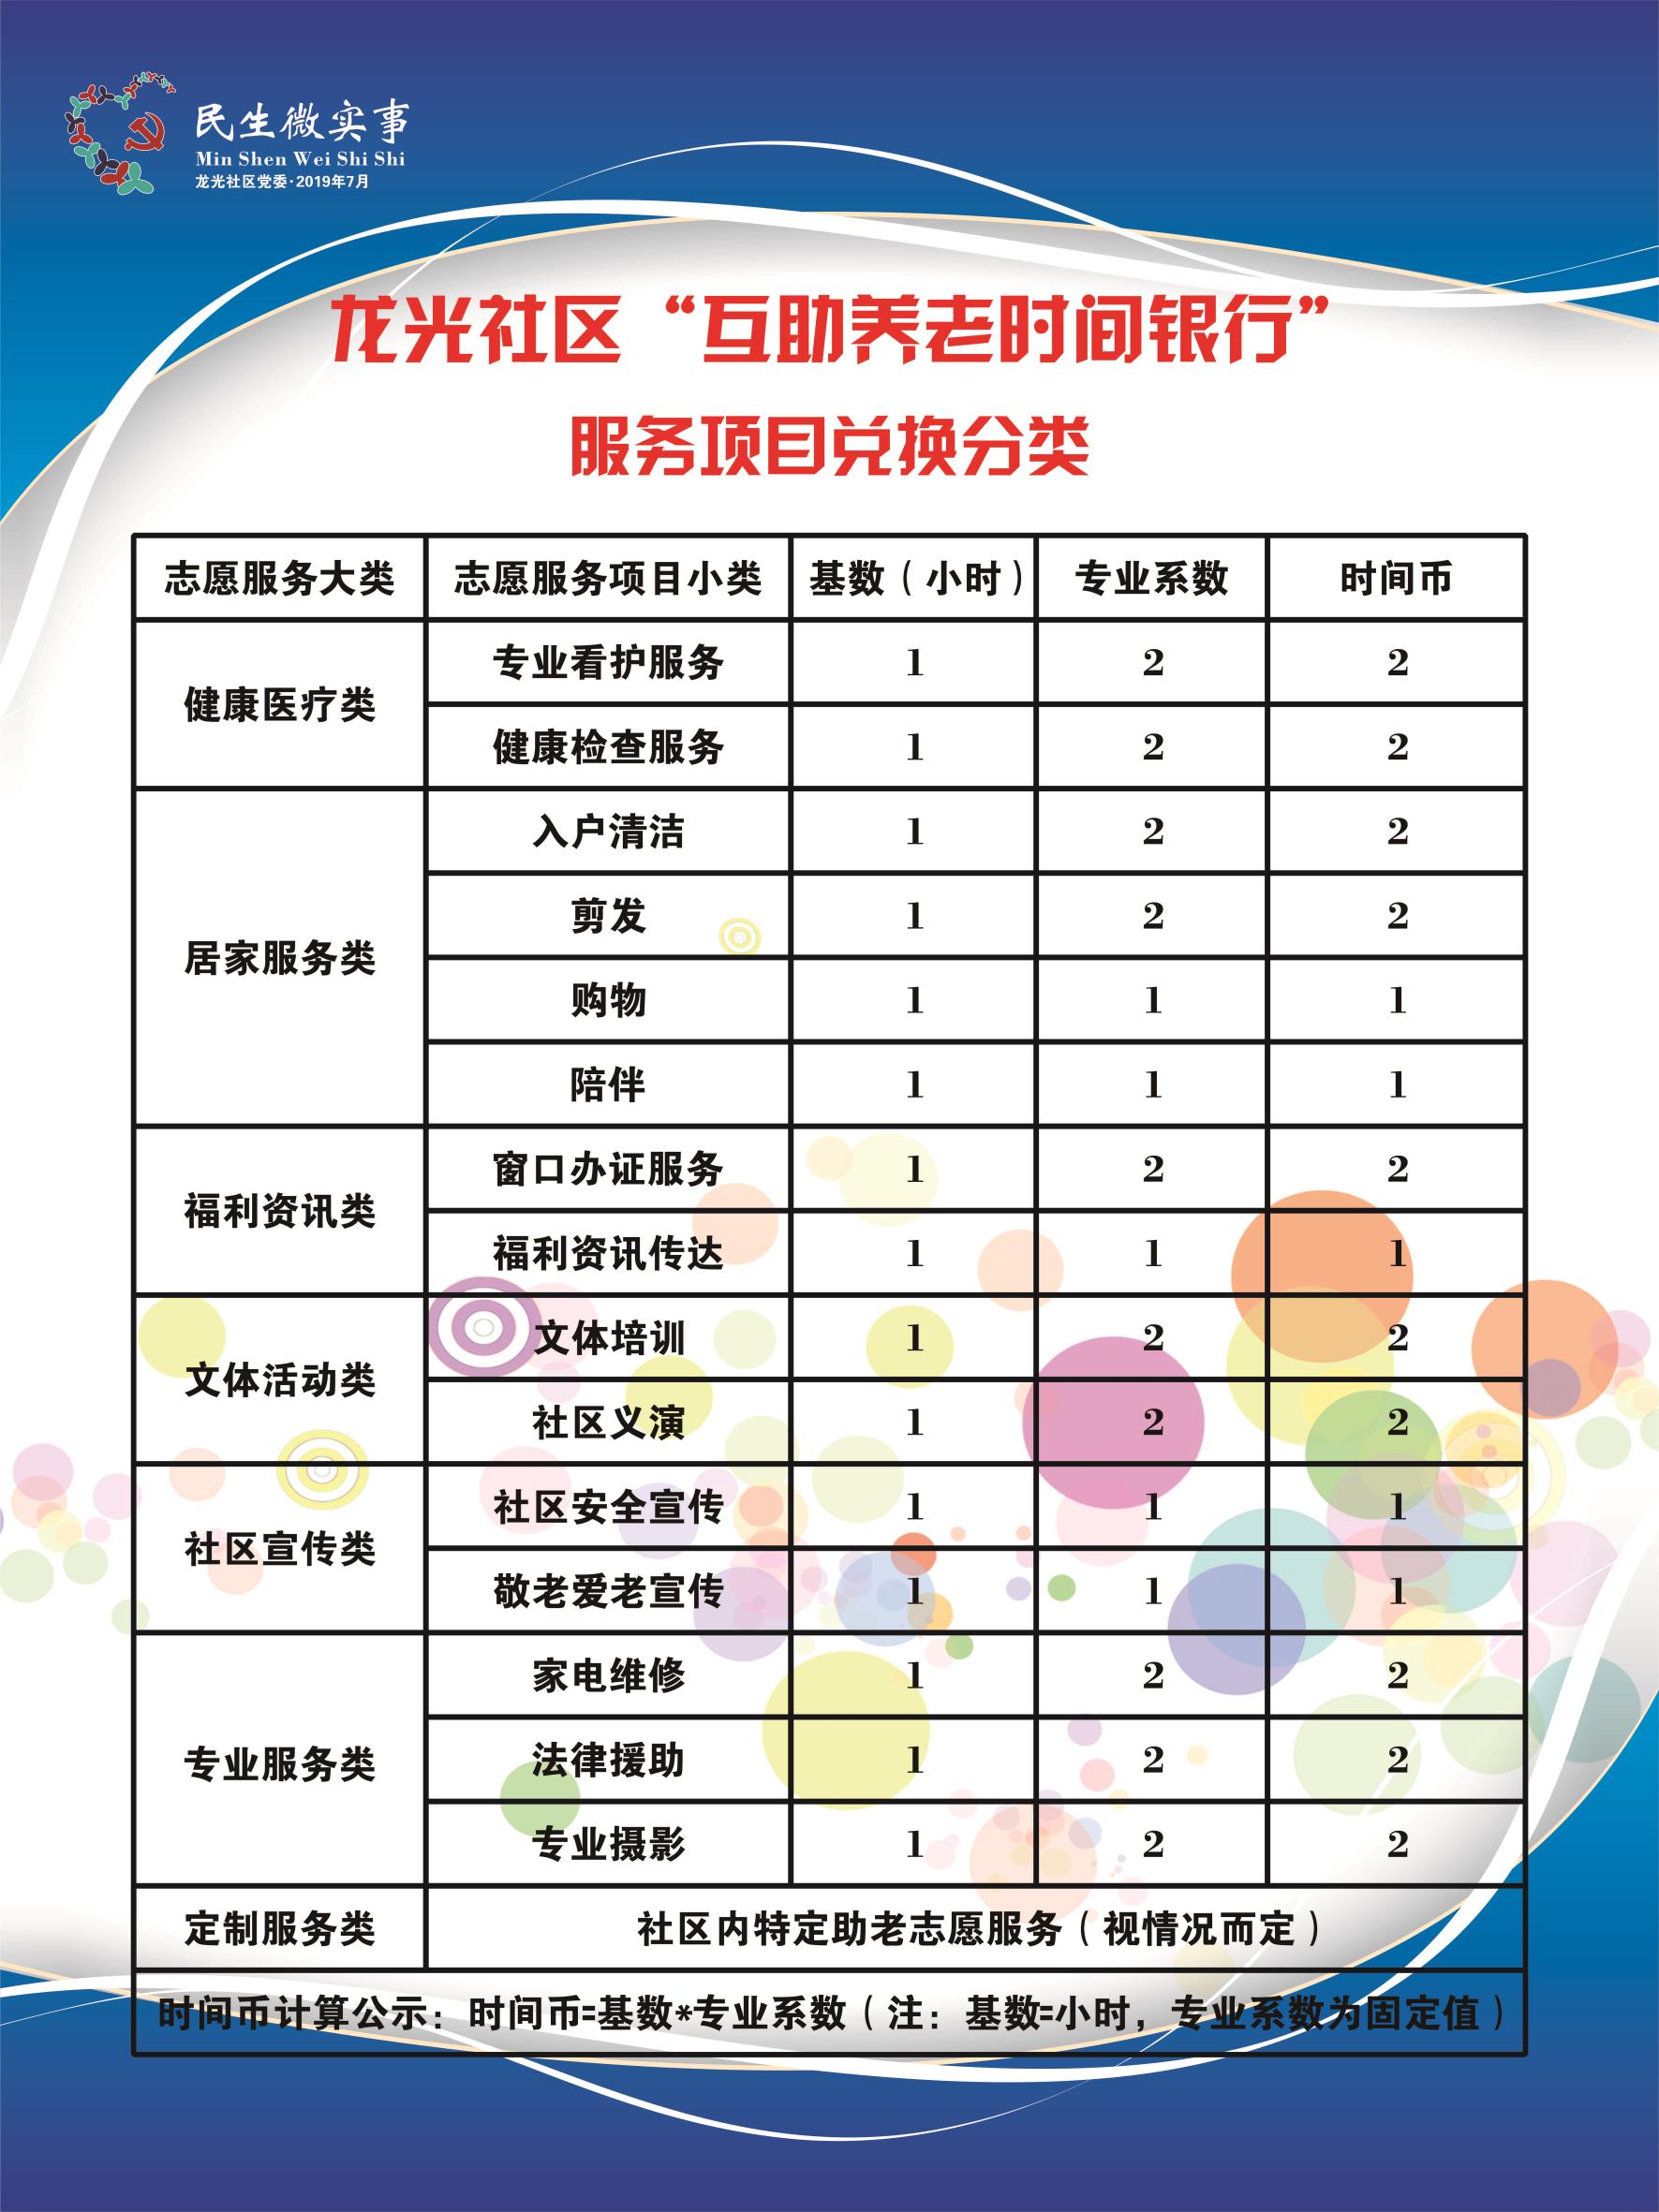 民生微实事
Min Shen Wei Shi Shi
龙光社区党委·2019年7月
龙光社区“互助养老时间银行”
服务项目兑换分类
志愿服务大类 志愿服务项目小类 基数（小时） 专业系数 时间币
健康医疗类 专业看护服务 1 2 2
健康检查服务 1 2 2
居家服务类 入户清洁 1 2 2
剪发 1 2 2
购物 1 1 1
陪伴 1 1 1
福利资讯类 窗口办证服务 1 2 2
福利资讯传达 1 1 1
文体活动类 文体培训 1 2 2
社区义演 1 2 2
社区宣传类 社区安全宣传 1 1 1
敬老爱老宣传 1 1 1
专业服务类 家电维修 1 2 2
法律援助 1 2 2
专业摄影 1 2 2
定制服务类 社区内特定助老志愿服务（视情况而定）
时间币计算公示：时间币=基数*专业系数（注：基数=小时，专业系数为固定值）